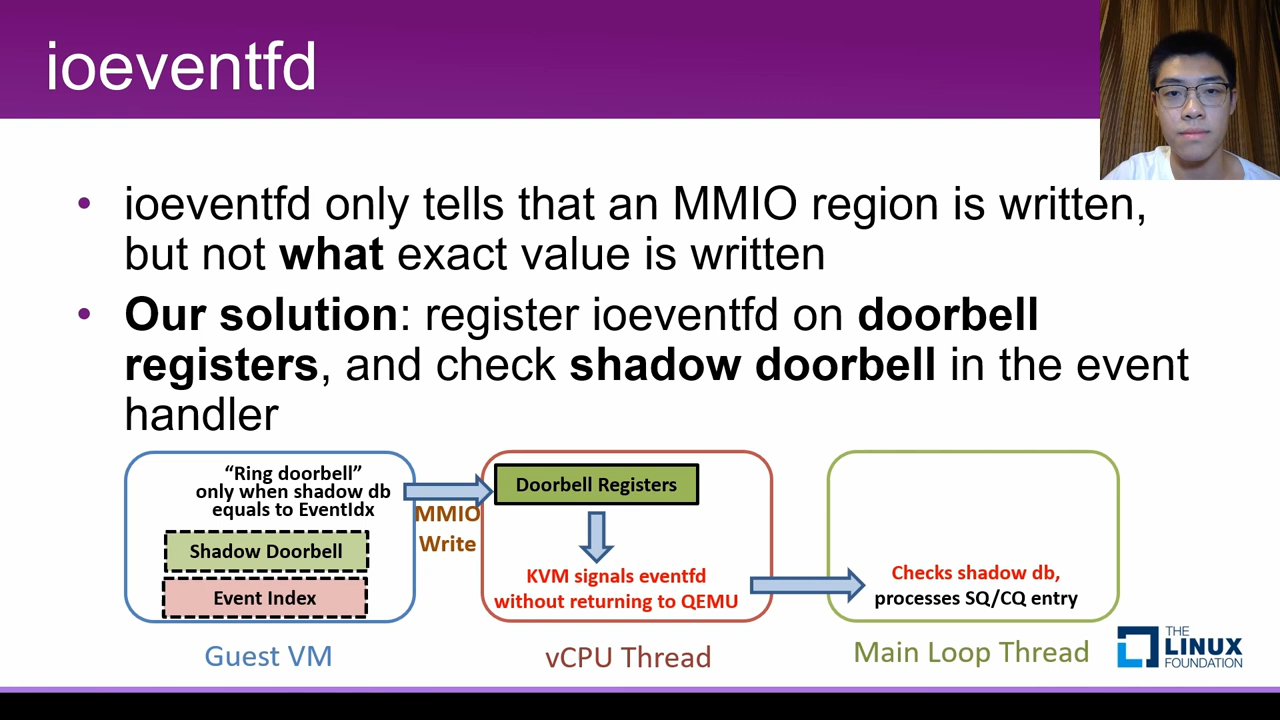 ioeventfd
• ioeventfd only tells that an MMIO region is written,
but not what exact value is written
• Our solution: register ioeventfd on doorbell
registers, and check shadow doorbell in the event
handler
“Ring doorbell”
only when shadow db
equals to EventIdx
Shadow Doorbell
Event Index
Guest VM
MMIO
Write
Doorbell Registers
KVM signals eventfd
without returning to QEMU
vCPU Thread
Checks shadow db,
processes SQ/CQ entry
Main Loop Thread
THE
LINUX
FOUNDATION